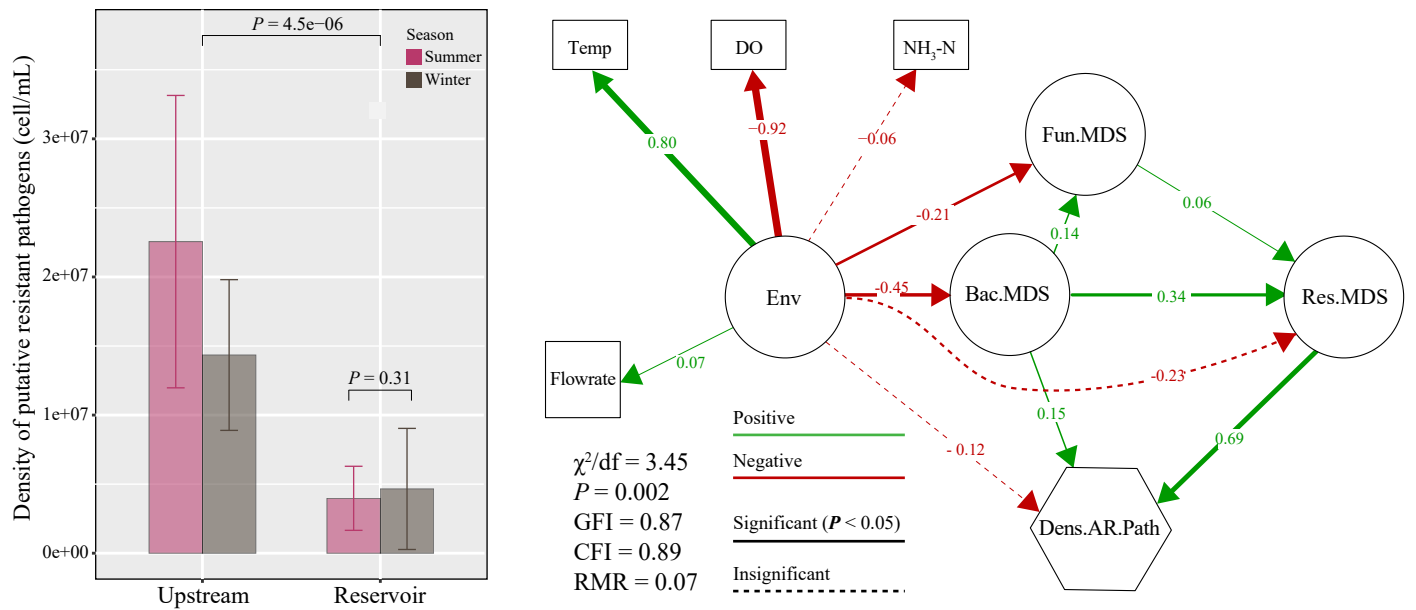 Density of putative resistant pathogens (cell/mL)
3e+07
2e+07
1e+07
0e+00
P = 4.5e−06
Season
Summer
Winter
P = 0.31
Upstream
Reservoir
Temp
DO
NH3-N
0.80
−0.92
−0.06
Fun.MDS
-0.21
0.06
0.14
Env
-0.45
Bac.MDS
0.34
Res.MDS
Flowrate
0.07
-0.23
0.15
- 0.12
0.69
Dens.AR.Path
χ²/df = 3.45
P = 0.002
GFI = 0.87
CFI = 0.89
RMR = 0.07
Positive
Negative
Significant (P < 0.05)
Insignificant